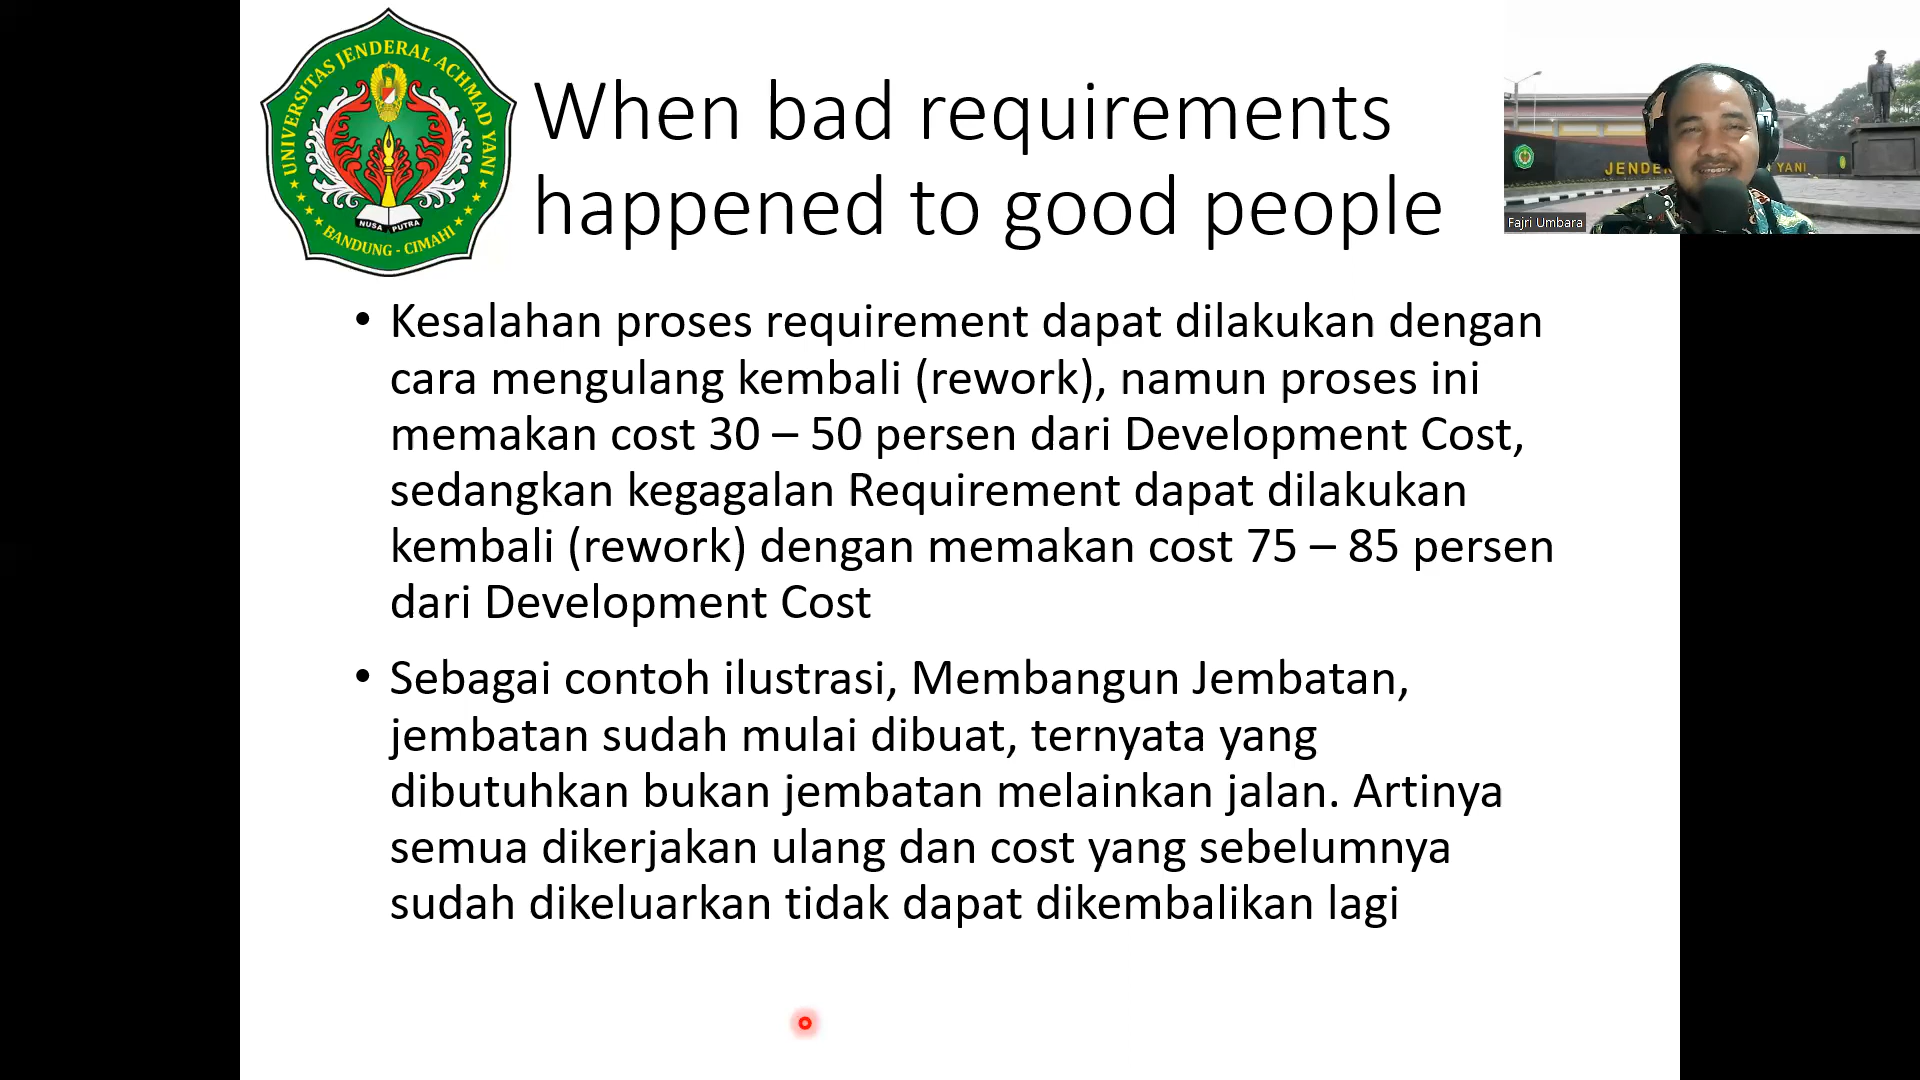 UNIVERSITAS JENDERAL ACHMAD YANI
NUSA PUTRA
BANDUNG - CIMAHI
When bad requirements
happened to good people
JENDE
YANI
Fajri Umbara
• Kesalahan proses requirement dapat dilakukan dengan
cara mengulang kembali (rework), namun proses ini
memakan cost 30 – 50 persen dari Development Cost,
sedangkan kegagalan Requirement dapat dilakukan
kembali (rework) dengan memakan cost 75 – 85 persen
dari Development Cost
• Sebagai contoh ilustrasi, Membangun Jembatan,
jembatan sudah mulai dibuat, ternyata yang
dibutuhkan bukan jembatan melainkan jalan. Artinya
semua dikerjakan ulang dan cost yang sebelumnya
sudah dikeluarkan tidak dapat dikembalikan lagi